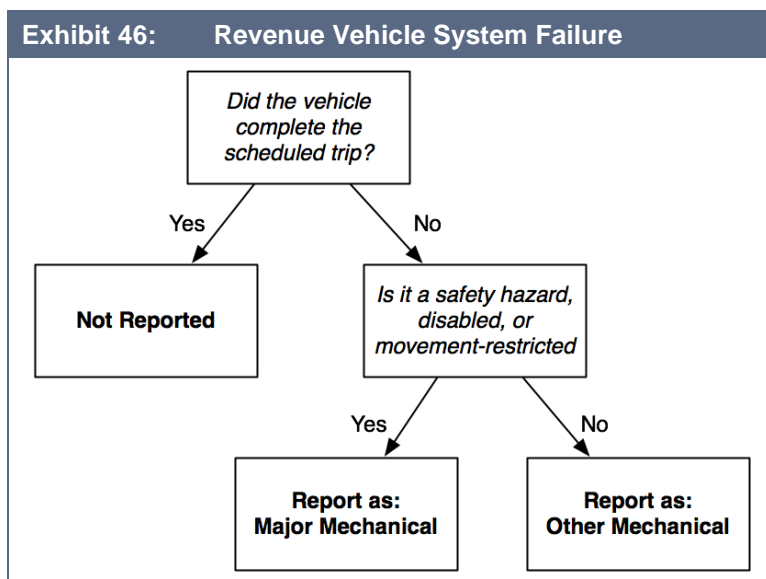 Exhibit 46: Revenue Vehicle System Failure
Did the vehicle
complete the
scheduled trip?
Yes
No
Not Reported
Is it a safety hazard,
disabled, or
movement-restricted
Yes
No
Report as:
Major Mechanical
Report as:
Other Mechanical